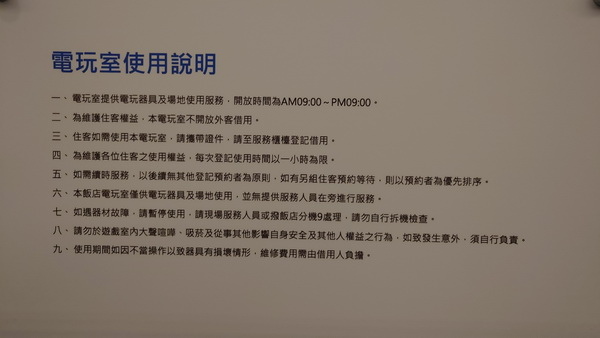 電玩室使用說明
一、電玩室提供電玩器具及場地使用服務，開放時間為AM09:00～PM09:00。
二、為維護住客權益，本電玩室不開放外客借用。
三、住客如需使用本電玩室，請攜帶證件，請至服務櫃檯登記借用。
四、為維護各位住客之使用權益，每次登記使用時間以一小時為限。
五、如需續時服務，以後續無其他登記預約者為原則，如有另組住客預約等待，則以預約者為優先排序。
六、本飯店電玩室僅供電玩器具及場地使用，並無提供服務人員在旁進行服務。
七、如遇器材故障，請暫停使用，請現場服務人員或撥飯店分機9處理，請勿自行拆機檢查。
八、請勿於遊戲室內大聲喧嘩、吸菸及從事其他影響自身安全及其他人權益之行為，如致發生意外，須自行負責。
九、使用期間如因不當操作以致器具有損壞情形，維修費用需由借用人負擔。